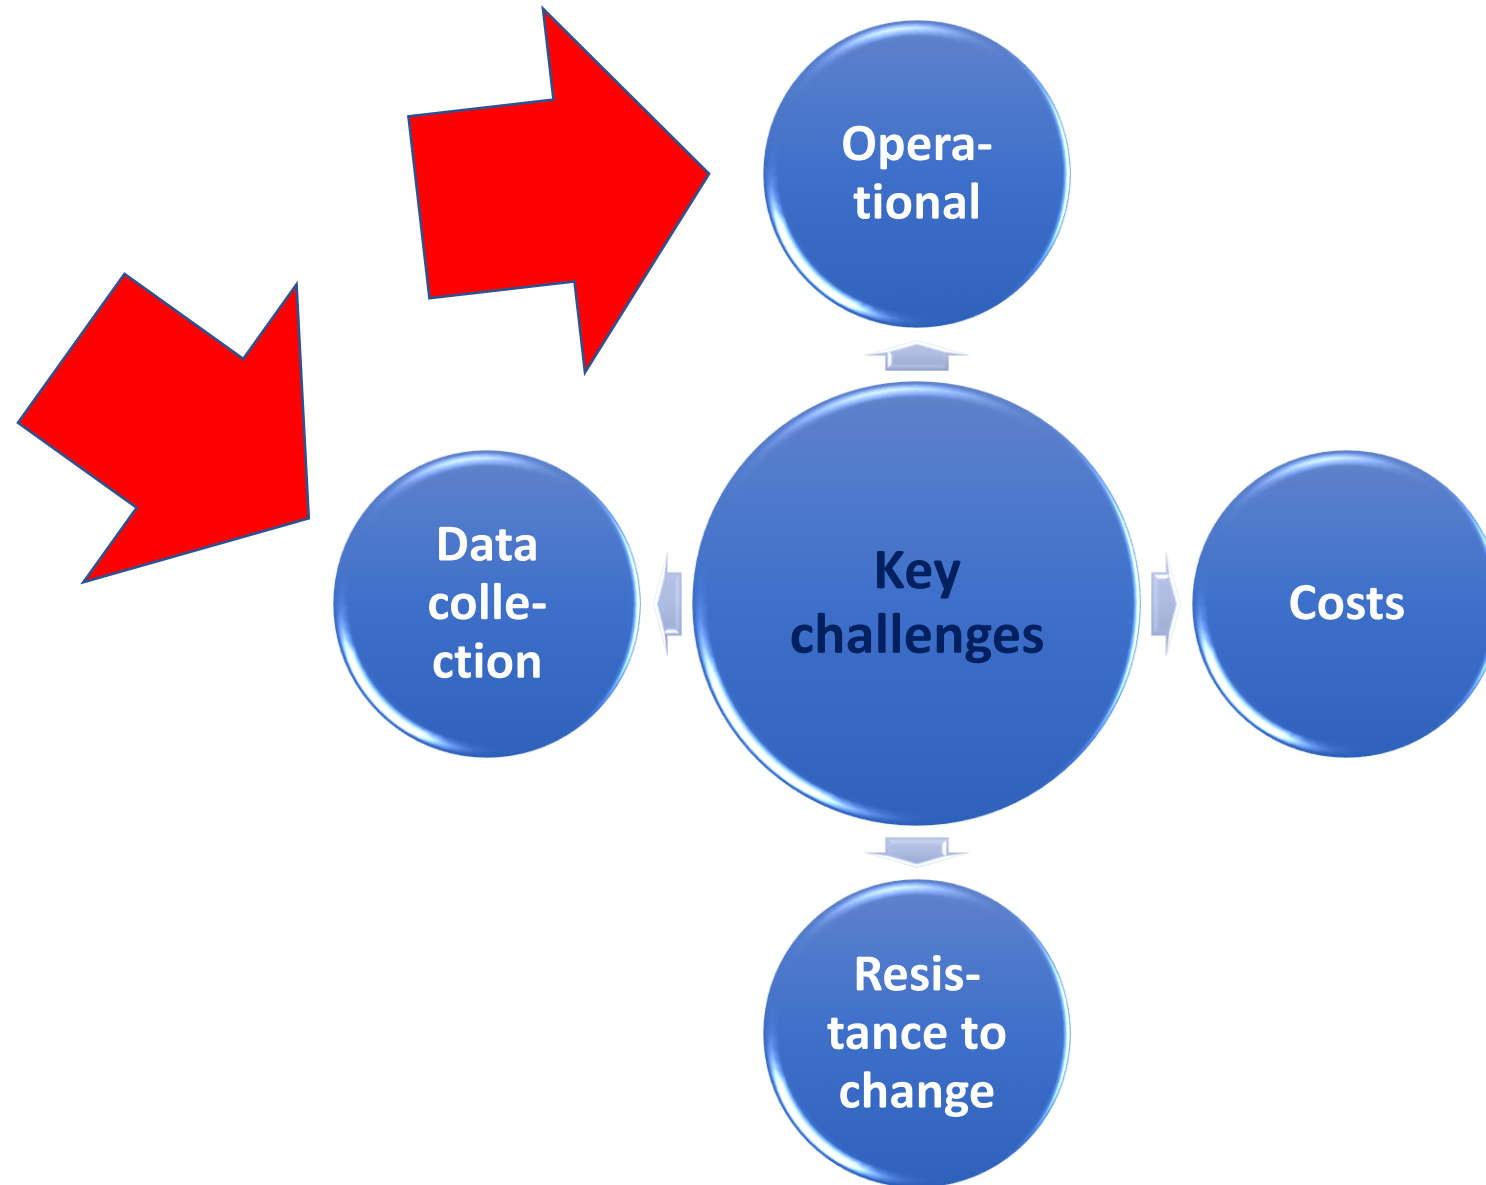 Opera-
tional
Data
colle-
ction
Key
challenges
Costs
Resis-
tance to
change